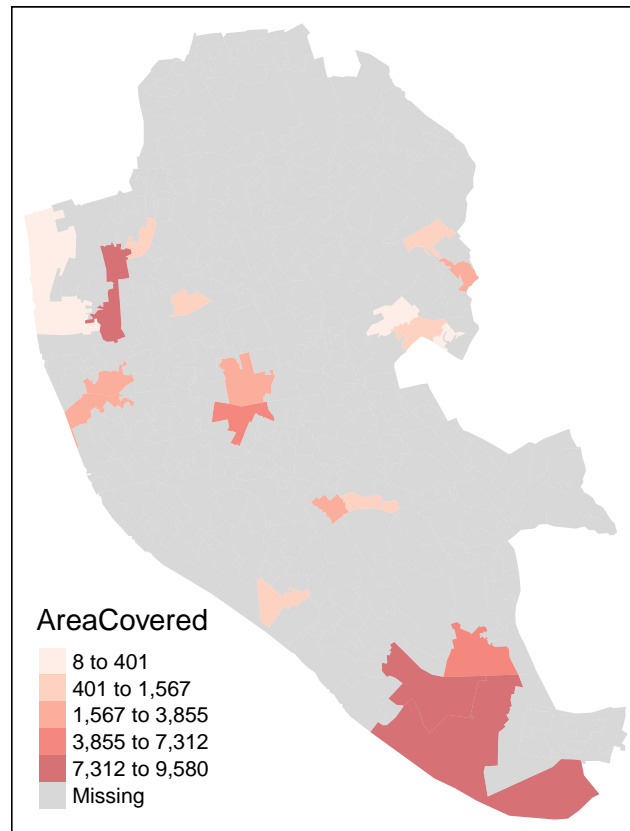 AreaCovered
8 to 401
401 to 1,567
1,567 to 3,855
3,855 to 7,312
7,312 to 9,580
Missing